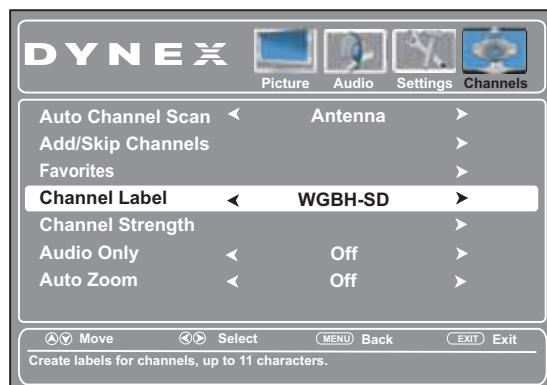 DYNEX
Picture Audio Settings Channels
Auto Channel Scan Antenna
Add/Skip Channels
Favorites
Channel Label WGBH-SD
Channel Strength
Audio Only Off
Auto Zoom Off
Move Select MENU Back EXIT Exit
Create labels for channels, up to 11 characters.